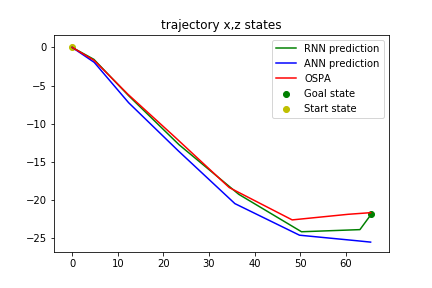 trajectory x,z states
RNN prediction
ANN prediction
OSPA
Goal state
Start state
0
−5
−10
−15
−20
−25
0 10 20 30 40 50 60